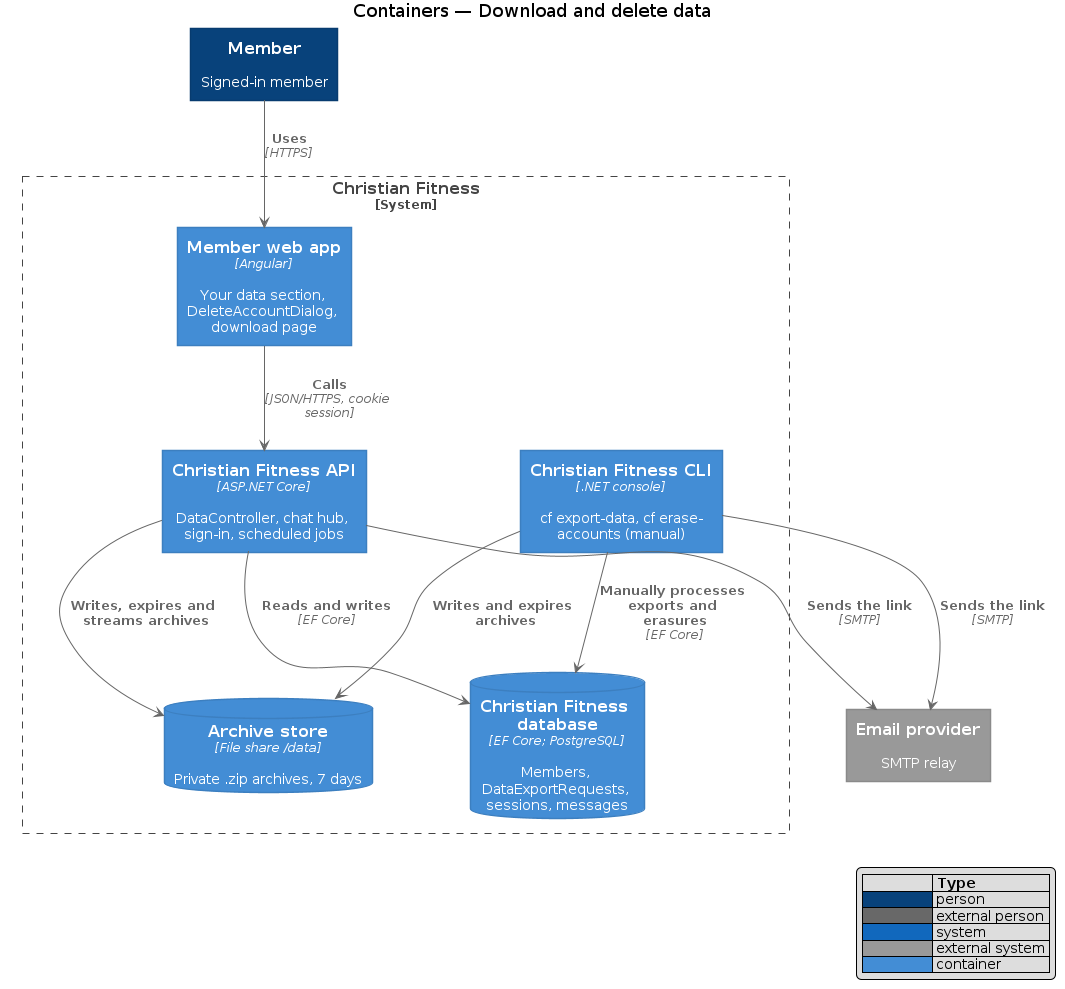 Containers — Download and delete data
Member
Signed-in member
Uses
[HTTPS]
Christian Fitness
[System]
Member web app
[Angular]
Your data section,
DeleteAccountDialog,
download page
Calls
[JSON/HTTPS, cookie
session]
Christian Fitness API
[ASP.NET Core]
DataController, chat hub,
sign-in, scheduled jobs
Christian Fitness CLI
[.NET console]
cf export-data, cf erase-
accounts (manual)
Writes, expires and
streams archives
Reads and writes
[EF Core]
Writes and expires
archives
Manually processes
exports and
erasures
[EF Core]
Sends the link
[SMTP]
Sends the link
[SMTP]
Archive store
[File share /data]
Private .zip archives, 7 days
Christian Fitness
database
[EF Core; PostgreSQL]
Members,
DataExportRequests,
sessions, messages
Email provider
SMTP relay
Type
person
external person
system
external system
container